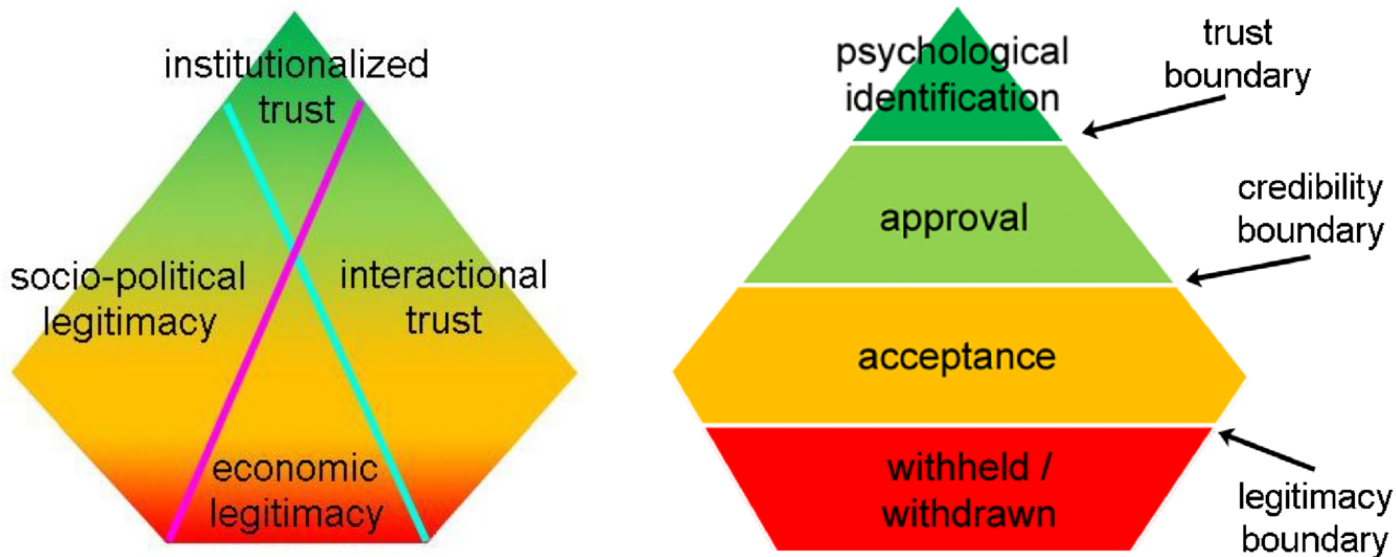 institutionalized
trust
socio-political
legitimacy
interactional
trust
economic
legitimacy
psychological
identification
approval
acceptance
withheld /
withdrawn
trust
boundary
credibility
boundary
legitimacy
boundary